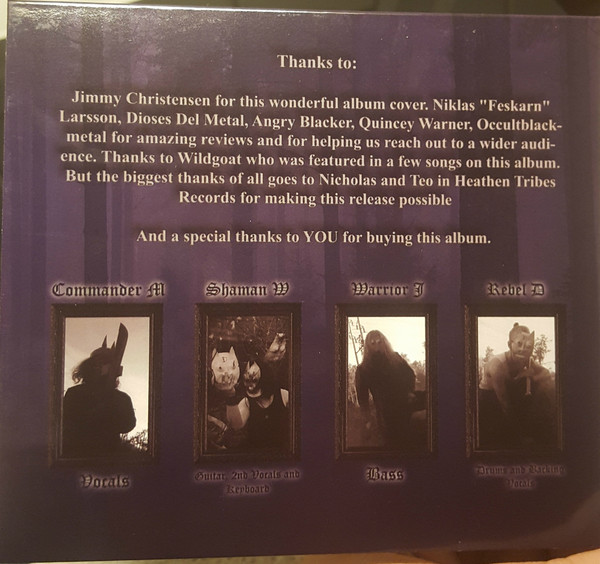 Thanks to:
Jimmy Christensen for this wonderful album cover. Niklas "Feskarn"
Larsson, Dioses Del Metal, Angry Blacker, Quincey Warner, Occultblack-
metal for amazing reviews and for helping us reach out to a wider audi-
ence. Thanks to Wildgoat who was featured in a few songs on this album.
But the biggest thanks of all goes to Nicholas and Teo in Heathen Tribes
Records for making this release possible
And a special thanks to YOU for buying this album.
Commander M
Shaman W
Warrior J
Rebel D
Vocals
Guitar, 2nd Vocals and
Keyboard
Bass
Drums and Backing
Vocals